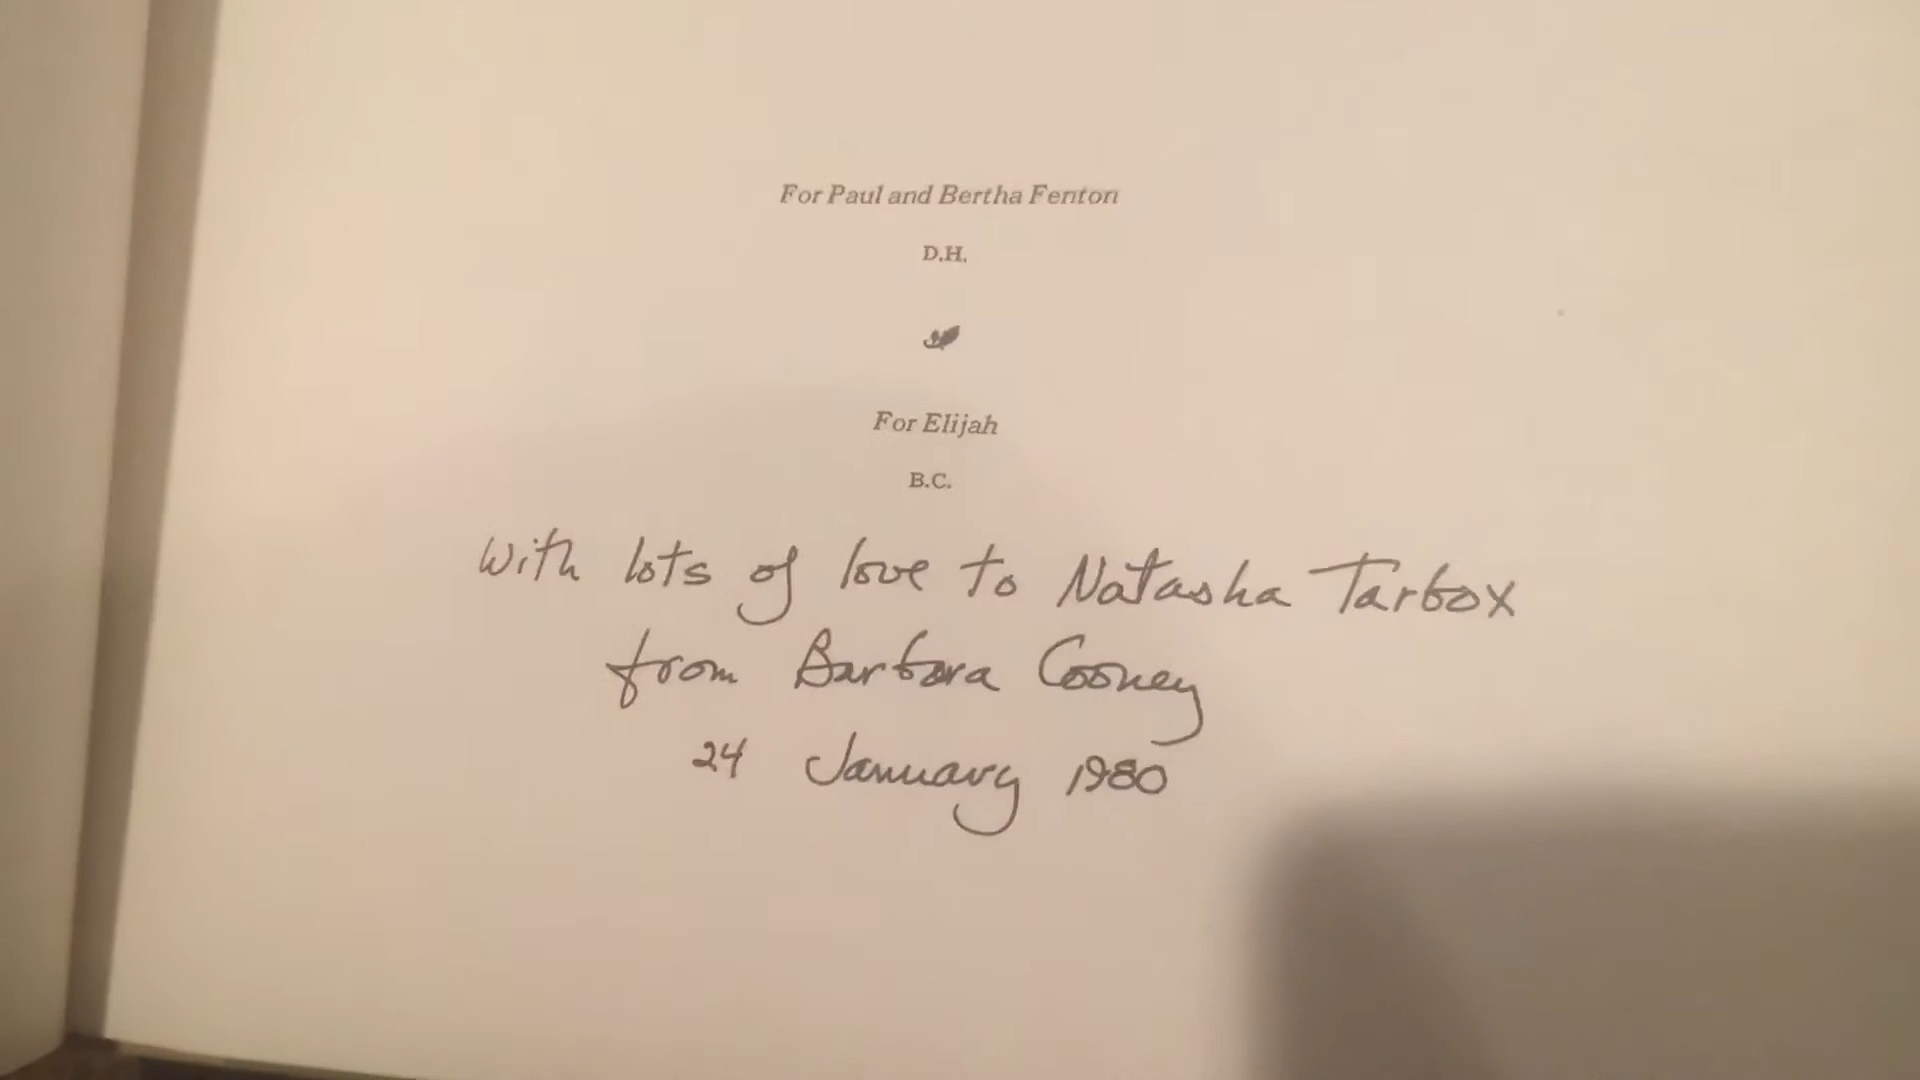 For Paul and Bertha Fenton
D.H.
For Elijah
B.C.
With lots of love to Natasha Tarbox
from Barbara Cooney
24 January 1980